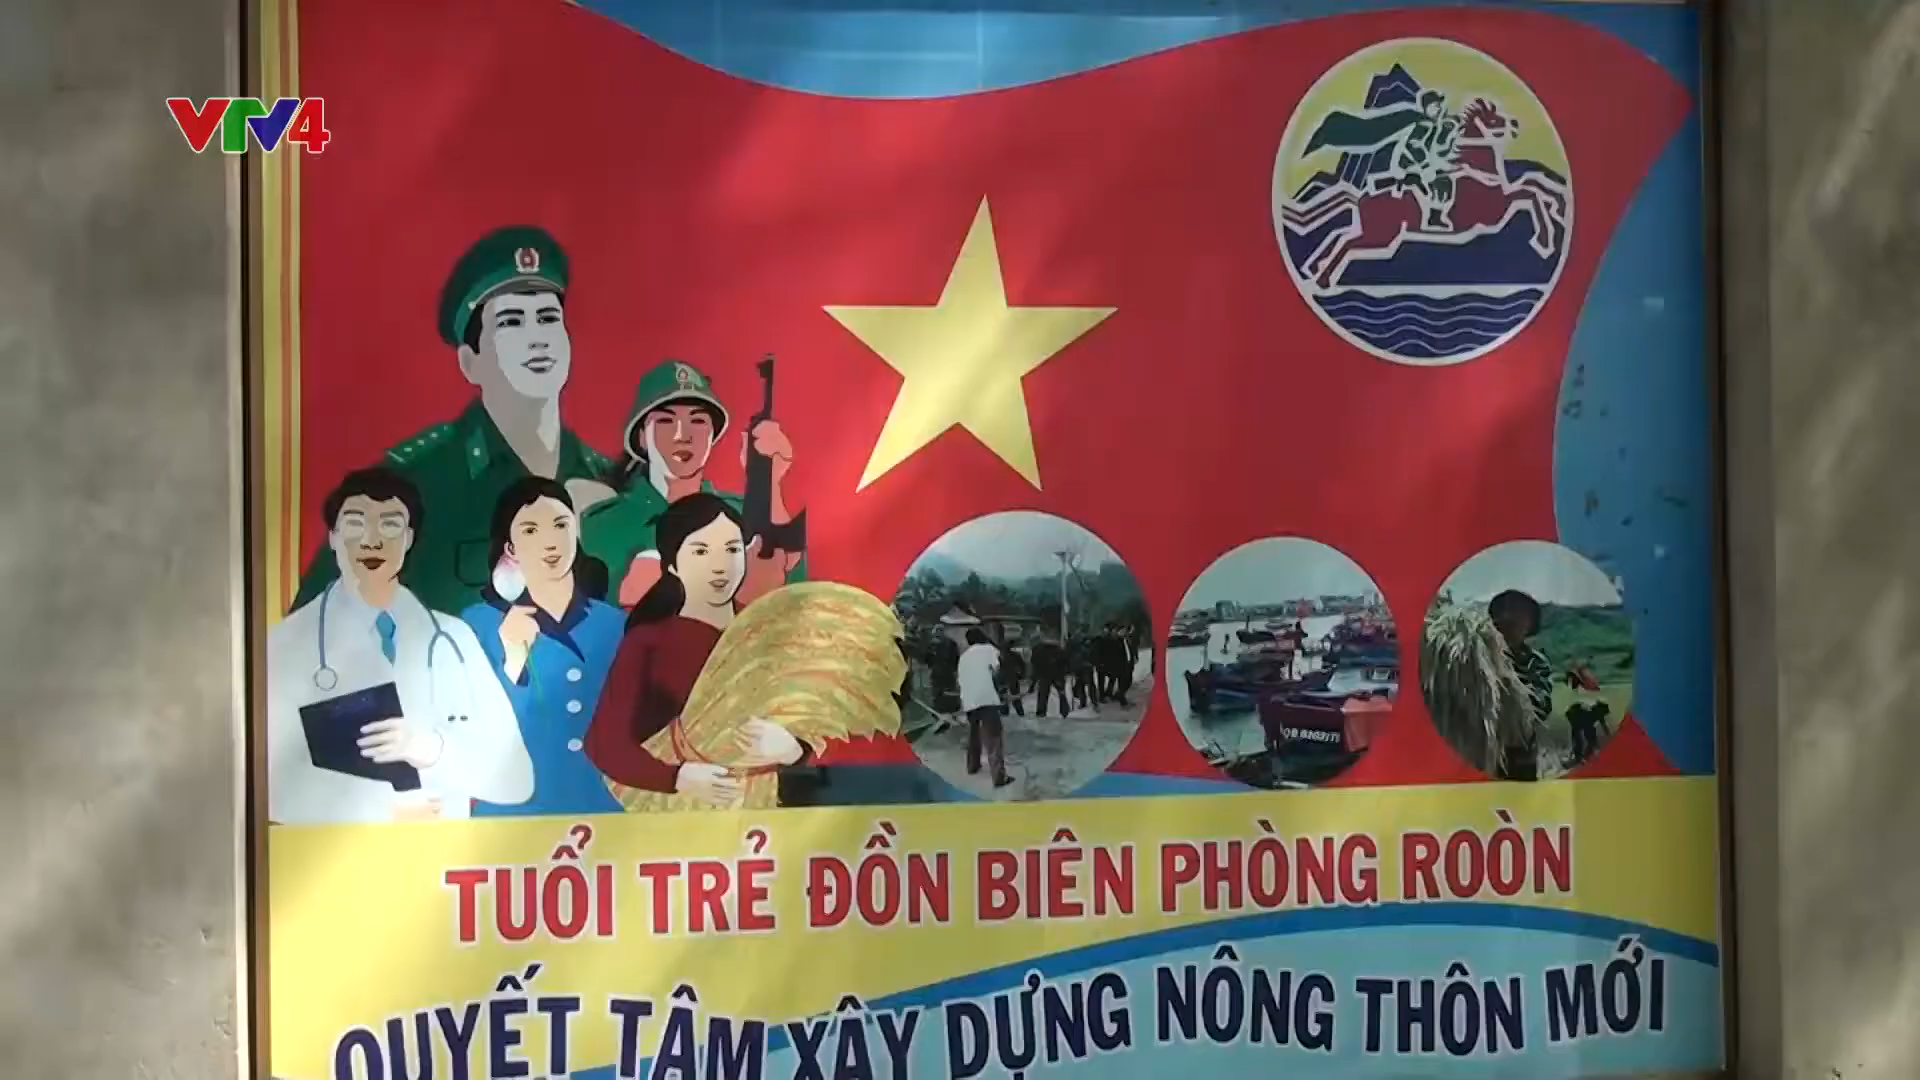 VTV4
TUỔI TRẺ ĐỒN BIÊN PHÒNG ROÒN
QUYẾT TÂM XÂY DỰNG NÔNG THÔN MỚI